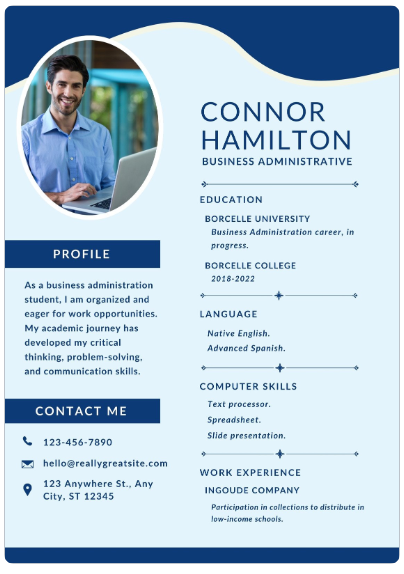 CONNOR
HAMILTON
BUSINESS ADMINISTRATIVE
EDUCATION
BORCELLE UNIVERSITY
Business Administration career, in
progress.
BORCELLE COLLEGE
2018-2022
LANGUAGE
Native English.
Advanced Spanish.
COMPUTER SKILLS
Text processor.
Spreadsheet.
Slide presentation.
WORK EXPERIENCE
INGOUDE COMPANY
Participation in collections to distribute in
low-income schools.
PROFILE
As a business administration
student, I am organized and
eager for work opportunities.
My academic journey has
developed my critical
thinking, problem-solving,
and communication skills.
CONTACT ME
123-456-7890
hello@reallygreatsite.com
123 Anywhere St., Any
City, ST 12345